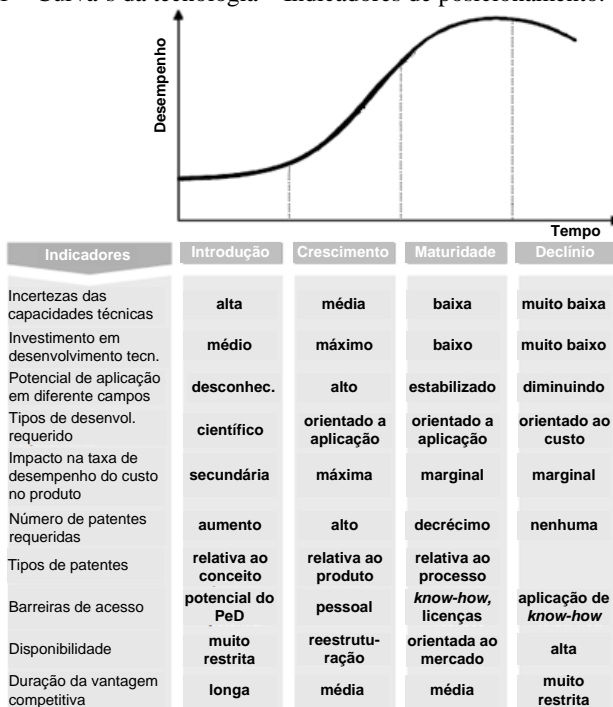 1 – Curva-s da tecnologia – Indicadores de posicionamento.
Desempenho
Tempo
Indicadores Introdução Crescimento Maturidade Declínio
Incertezas das
capacidades técnicas
alta média baixa muito baixa
Investimento em
desenvolvimento tecn.
médio máximo baixo muito baixo
Potencial de aplicação
em diferente campos
desconhec. alto estabilizado diminuindo
Tipos de desenvol.
requerido
científico
orientado a
aplicação
orientado a
aplicação
orientado ao
custo
Impacto na taxa de
desempenho do custo
no produto
secundária máxima marginal marginal
Número de patentes
requeridas
aumento alto decrécimo nenhuma
Tipos de patentes
relativa ao
conceito
relativa ao
produto
relativa ao
processo
Barreiras de acesso
potencial do
PeD
pessoal
know-how,
licenças
aplicação de
know-how
Disponibilidade
muito
restrita
reestrutu-
ração
orientada ao
mercado
alta
Duração da vantagem
competitiva
longa média média
muito
restrita